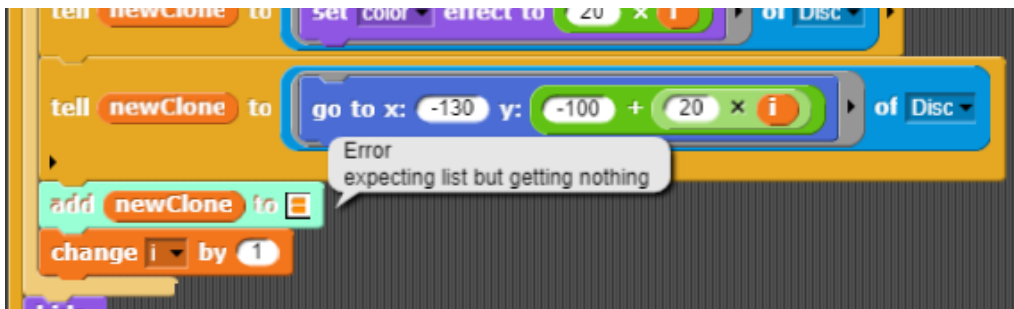 tell newClone to set color effect to 20 × i of Disc
tell newClone to go to x: -130 y: -100 + 20 × i of Disc
Error
expecting list but getting nothing
add newClone to
change i by 1